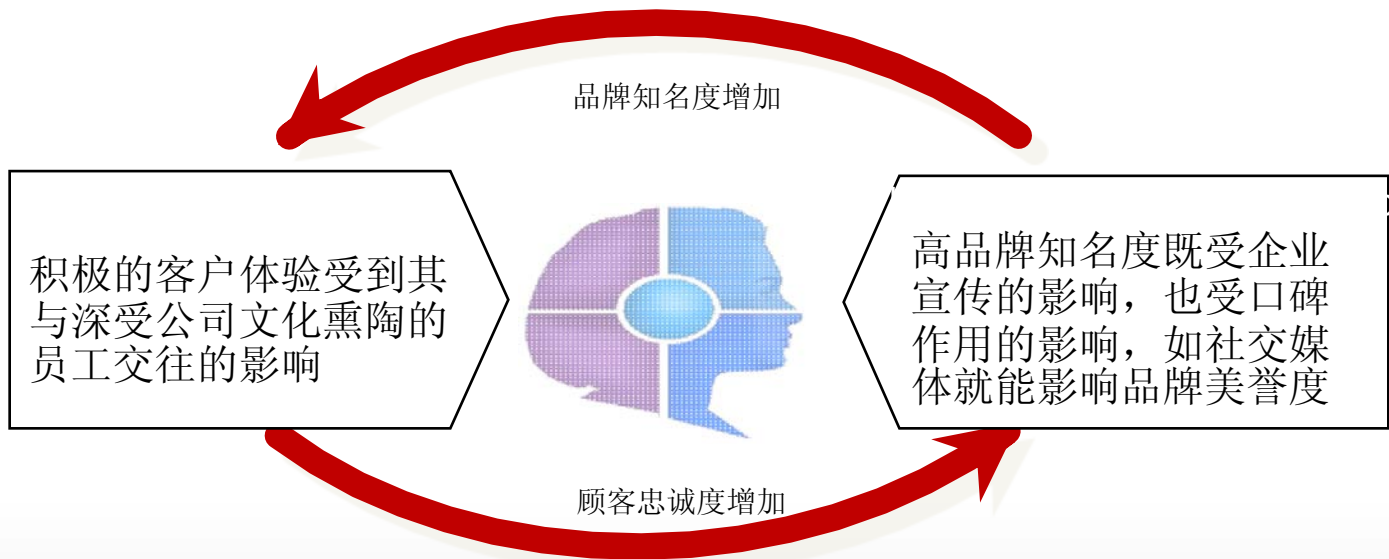 品牌知名度增加
积极的客户体验受到其
与深受公司文化熏陶的
员工交往的影响
高品牌知名度既受企业
宣传的影响，也受口碑
作用的影响，如社交媒
体就能影响品牌美誉度
顾客忠诚度增加